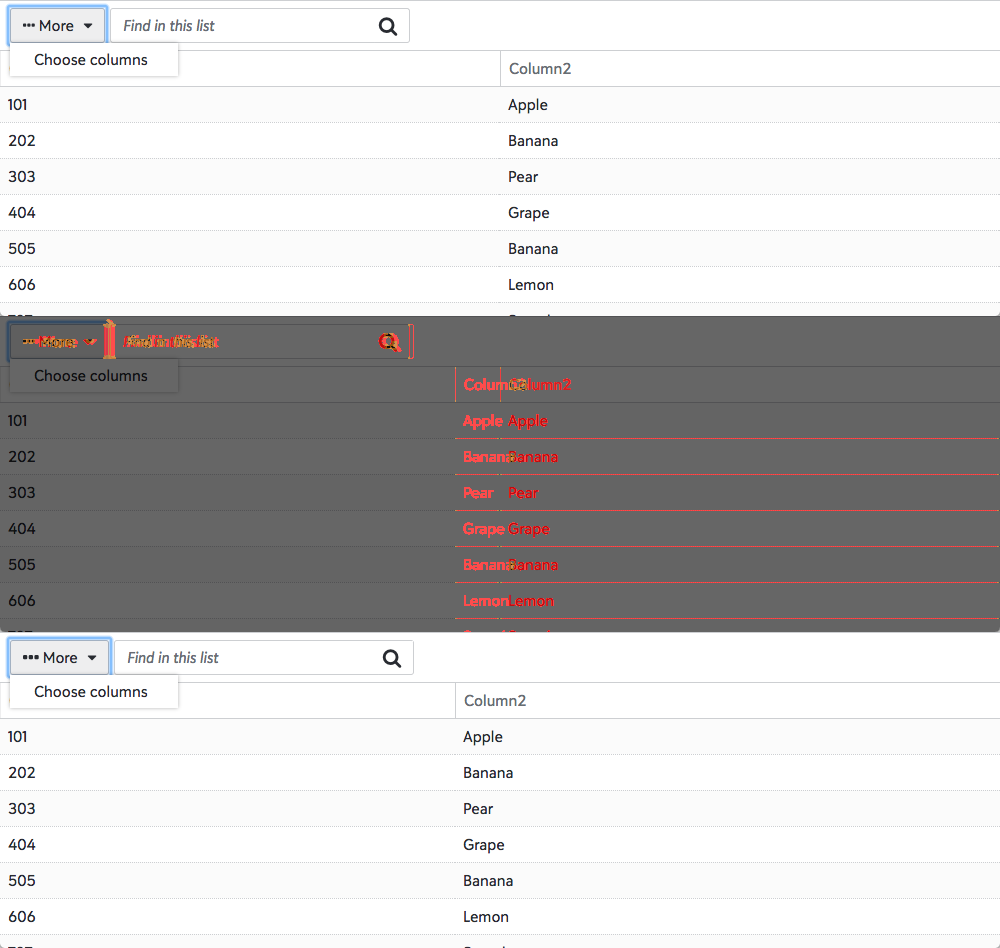 More Find in this list
Choose columns
Column2
101 Apple
202 Banana
303 Pear
404 Grape
505 Banana
606 Lemon
More Find in this list
Choose columns
Column2 Column2
101 Apple Apple
202 Banana Banana
303 Pear Pear
404 Grape Grape
505 Banana Banana
606 Lemon Lemon
More Find in this list
Choose columns
Column2
101 Apple
202 Banana
303 Pear
404 Grape
505 Banana
606 Lemon